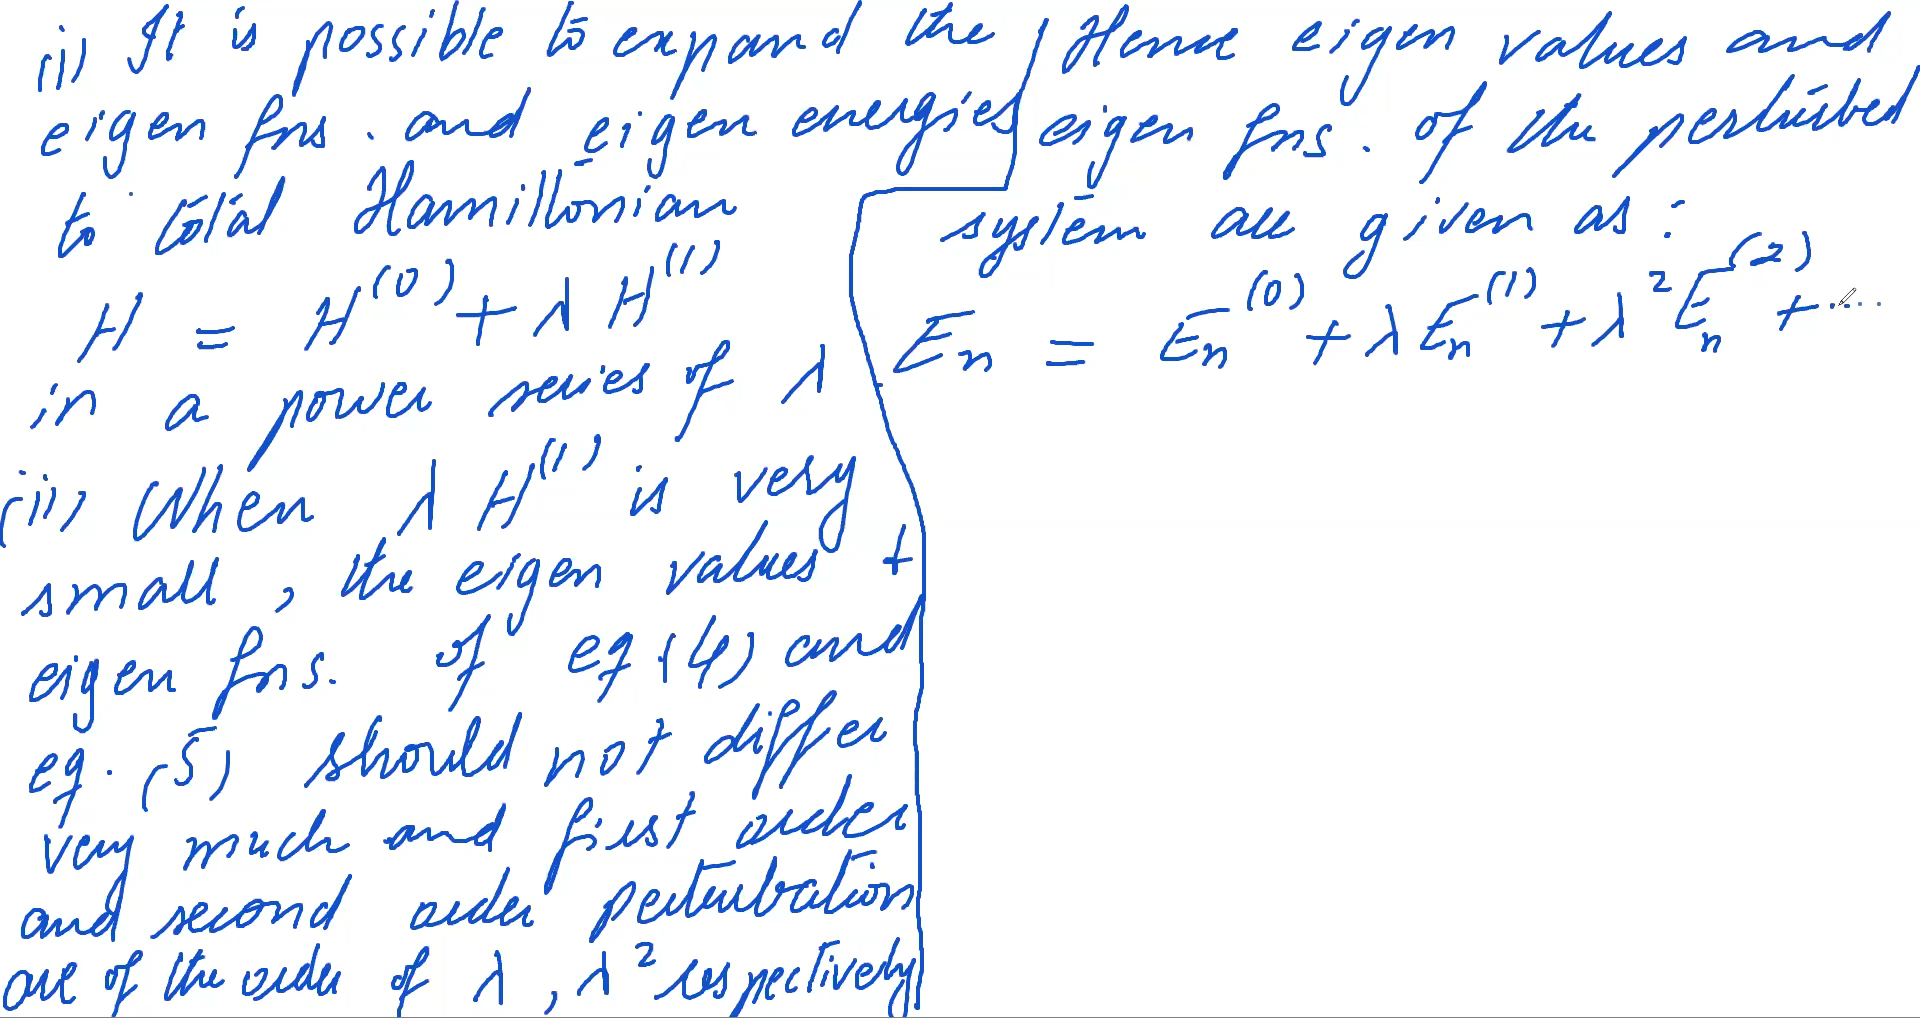 (i) It is possible to expand the
eigen fns. and eigen energies
to total Hamiltonian
H = H^(0) + λ H^(1)
in a power series of λ.
(ii) When λ H^(1) is very
small, the eigen values +
eigen fns. of eq. (4) and
eq. (5) should not differ
very much and first order
and second order perturbation
are of the order of λ, λ² respectively
Hence eigen values and
eigen fns. of the perturbed
system are given as:
E_n = E_n^(0) + λ E_n^(1) + λ² E_n^(2) + ....